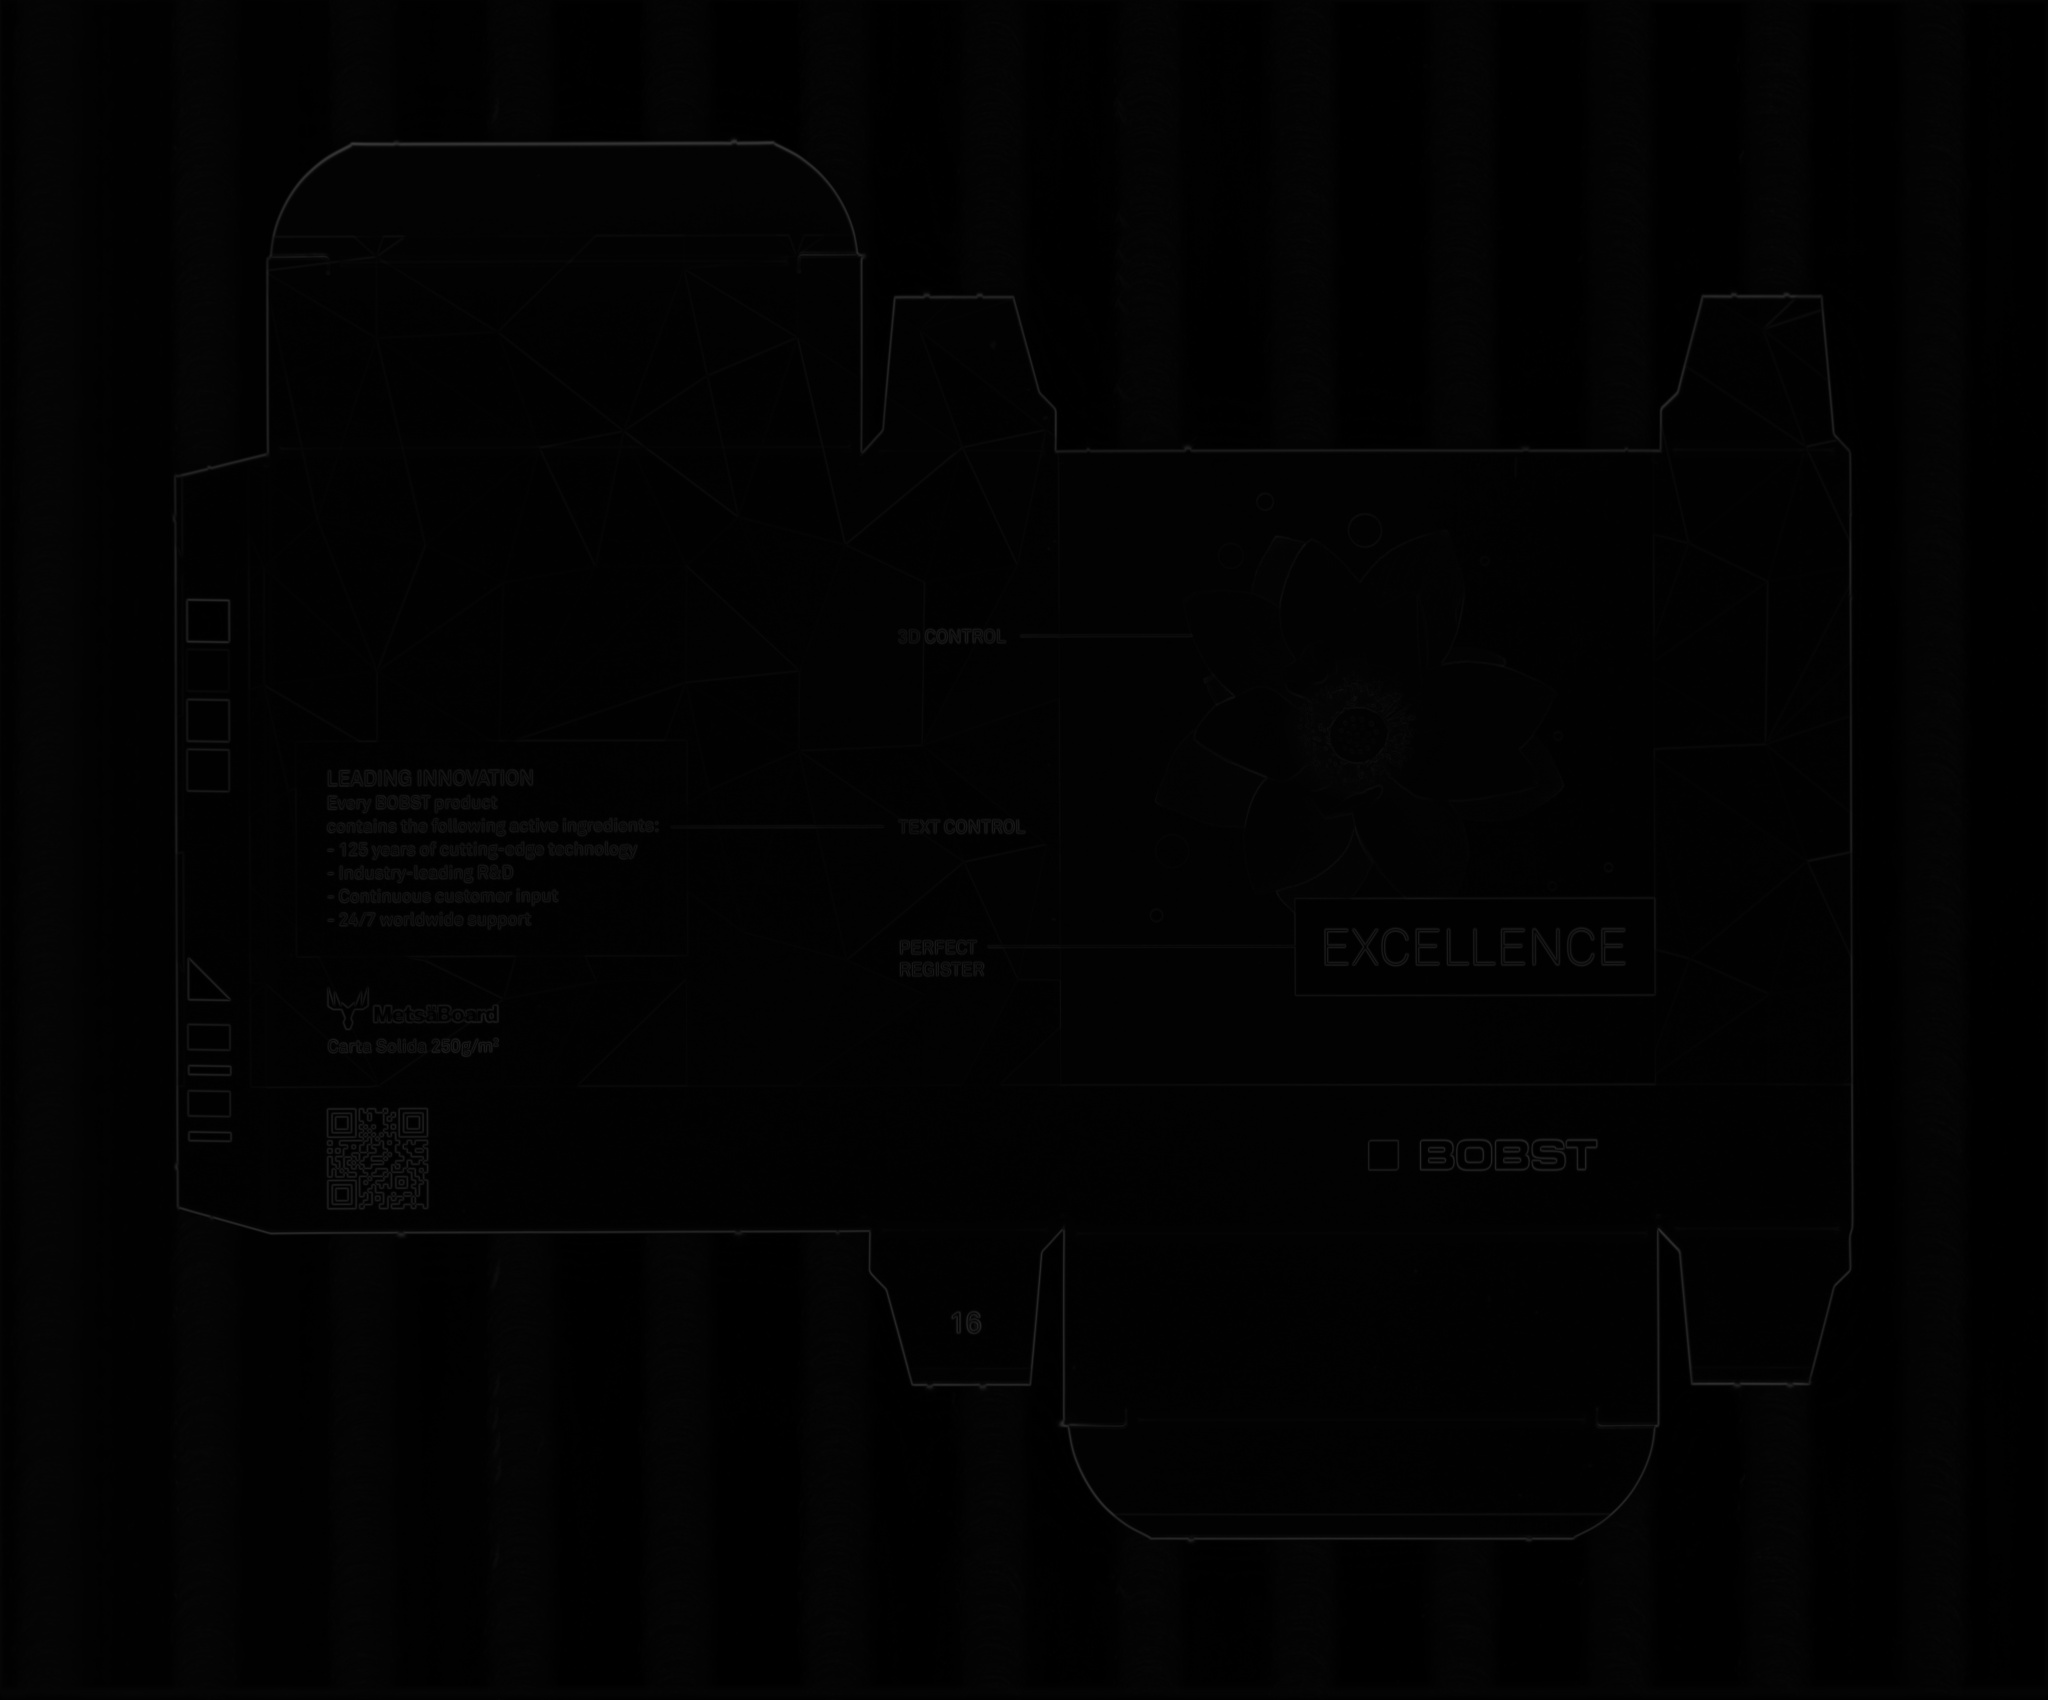 3D CONTROL
LEADING INNOVATION
Every BOBST product
contains the following active ingredients:
- 125 years of cutting-edge technology
- Industry-leading R&D
- Continuous customer input
- 24/7 worldwide support
TEXT CONTROL
PERFECT
REGISTER
EXCELLENCE
MetsäBoard
Carta Solida 250g/m²
BOBST
16